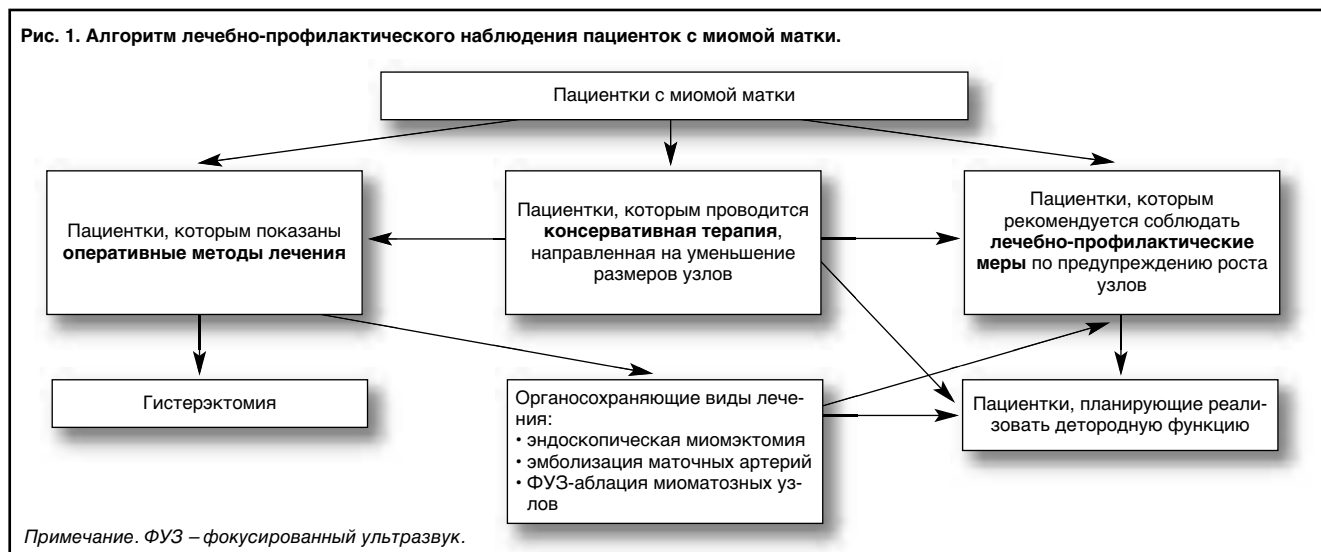 Рис. 1. Алгоритм лечебно-профилактического наблюдения пациенток с миомой матки.
Пациентки с миомой матки
Пациентки, которым показаны
оперативные методы лечения
Пациентки, которым проводится
консервативная терапия,
направленная на уменьшение
размеров узлов
Пациентки, которым
рекомендуется соблюдать
лечебно-профилактические
меры по предупреждению роста
узлов
Гистерэктомия
Органосохраняющие виды лече-
ния:
• эндоскопическая миомэктомия
• эмболизация маточных артерий
• ФУЗ-аблация миоматозных уз-
лов
Пациентки, планирующие реали-
зовать детородную функцию
Примечание. ФУЗ – фокусированный ультразвук.